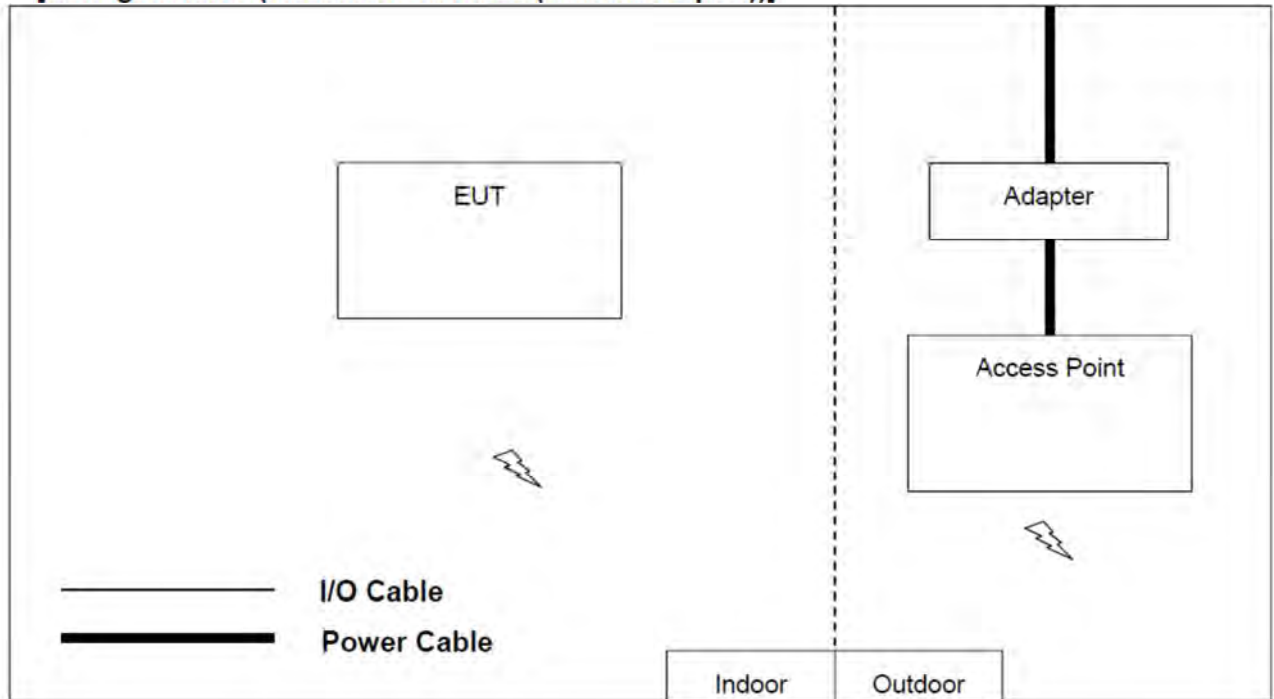 EUT
Adapter
Access Point
I/O Cable
Power Cable
Indoor
Outdoor